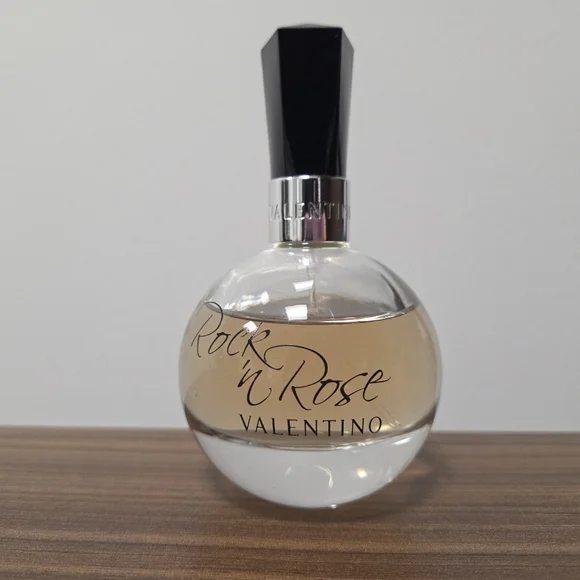 VALENTINO
Rock
'n Rose
VALENTINO